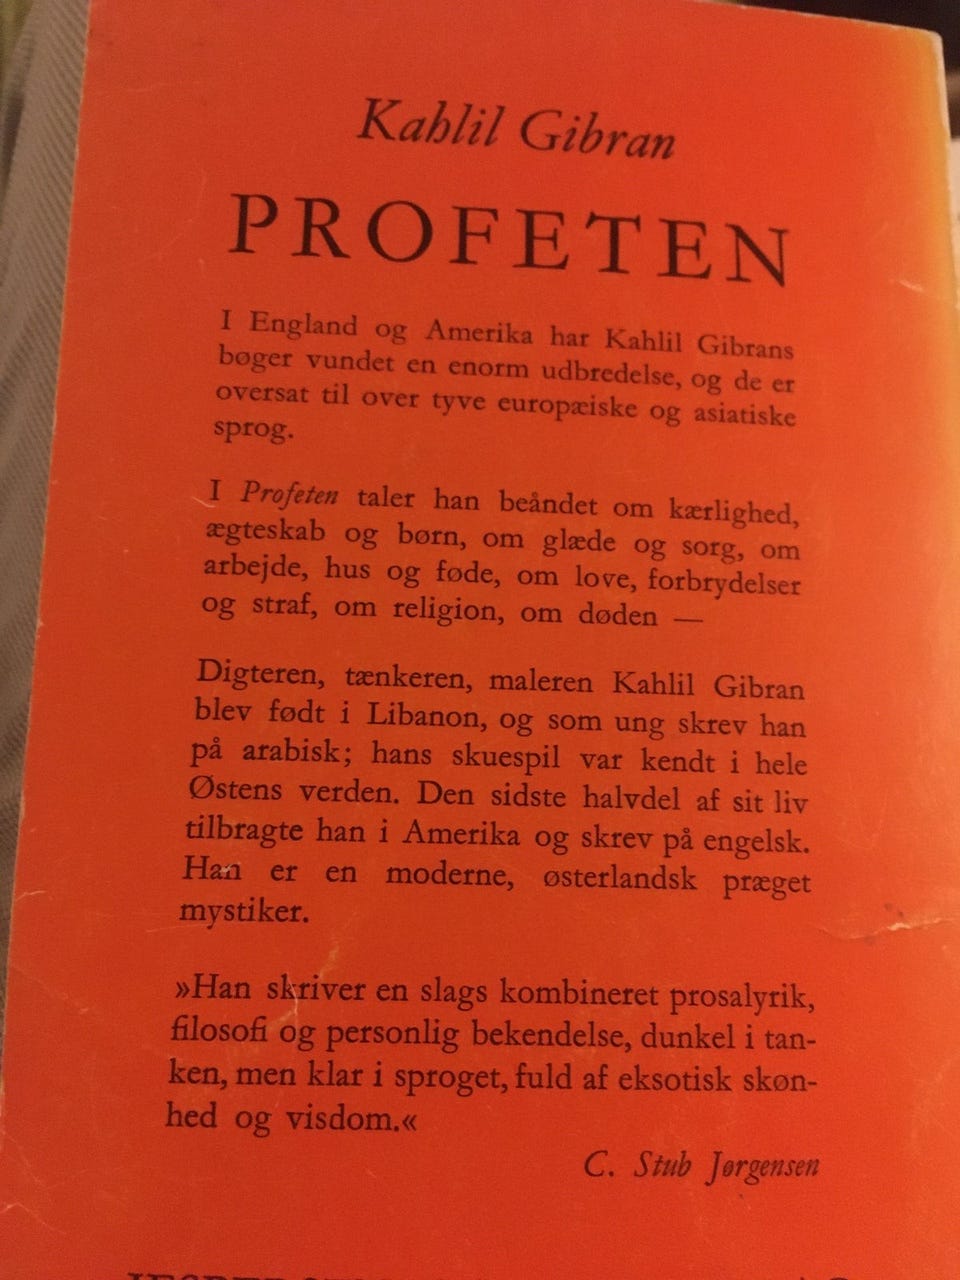 Kahlil Gibran
PROFETEN
I England og Amerika har Kahlil Gibrans
bøger vundet en enorm udbredelse, og de er
oversat til over tyve europæiske og asiatiske
sprog.
I Profeten taler han beåndet om kærlighed,
ægteskab og børn, om glæde og sorg, om
arbejde, hus og føde, om love, forbrydelser
og straf, om religion, om døden —
Digteren, tænkeren, maleren Kahlil Gibran
blev født i Libanon, og som ung skrev han
på arabisk; hans skuespil var kendt i hele
Østens verden. Den sidste halvdel af sit liv
tilbragte han i Amerika og skrev på engelsk.
Han er en moderne, østerlandsk præget
mystiker.
»Han skriver en slags kombineret prosalyrik,
filosofi og personlig bekendelse, dunkel i tan-
ken, men klar i sproget, fuld af eksotisk skøn-
hed og visdom.«
C. Stub Jørgensen